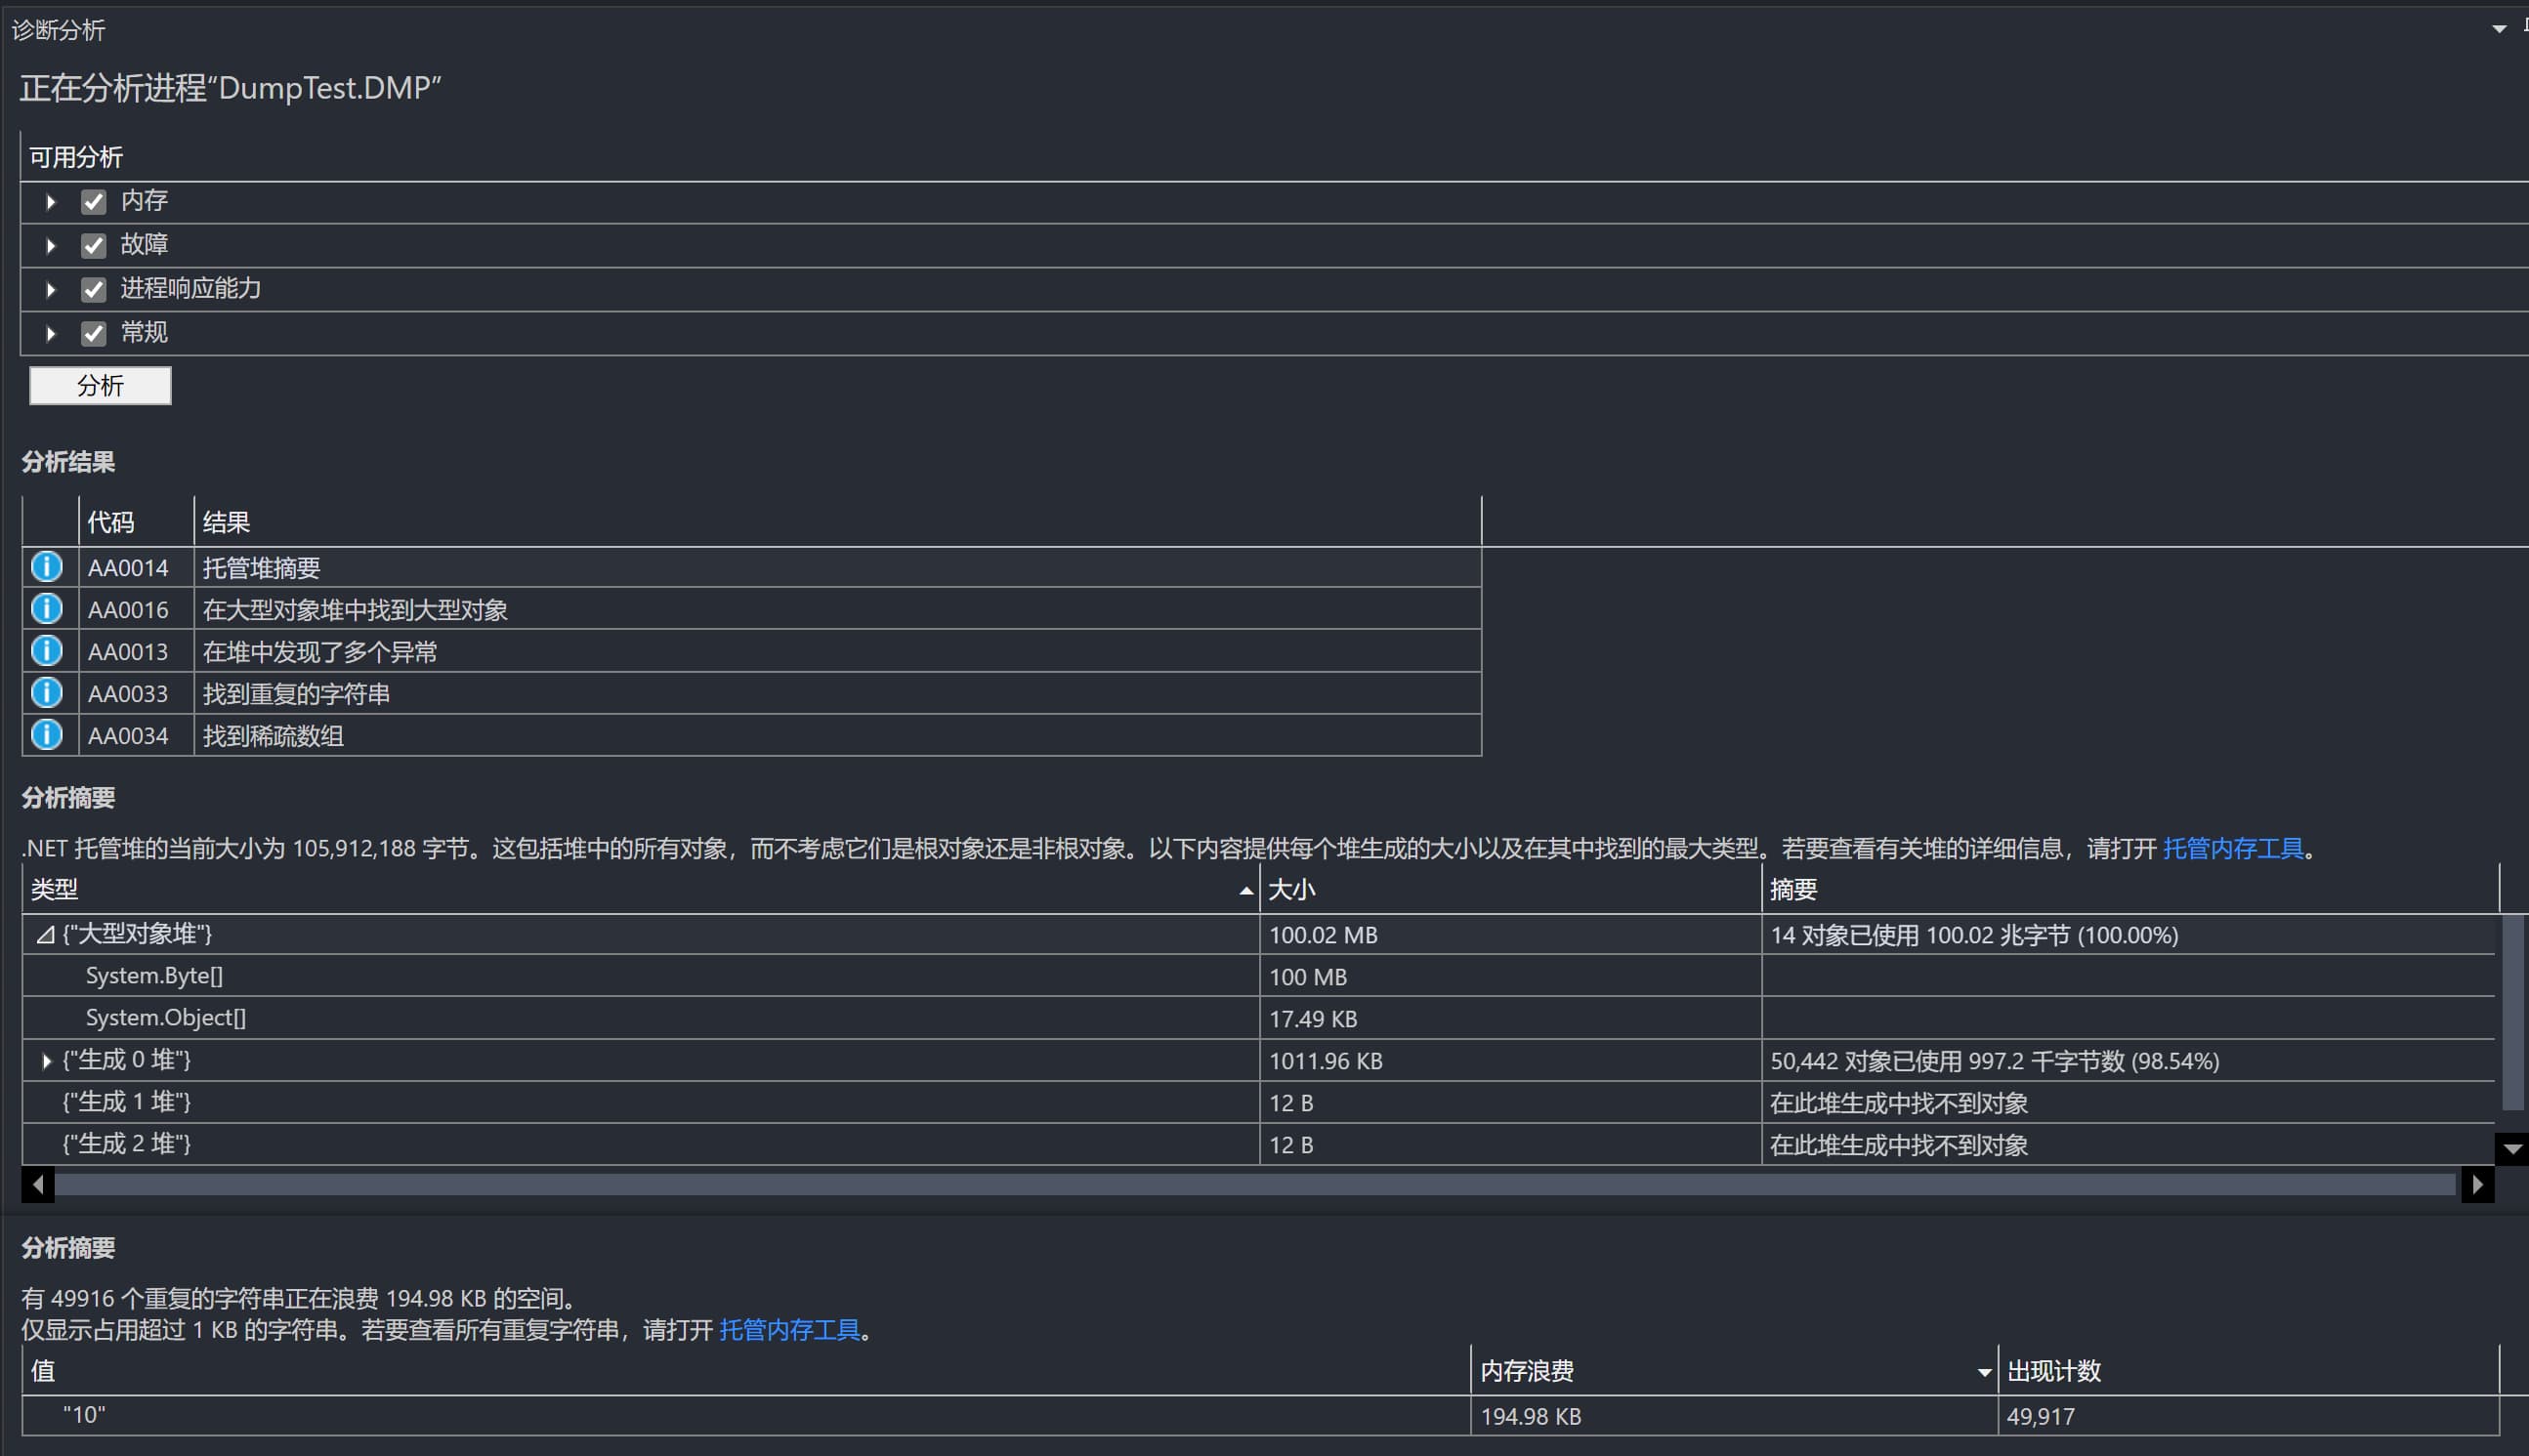 诊断分析
正在分析进程“DumpTest.DMP”
可用分析
内存
故障
进程响应能力
常规
分析
分析结果
代码 结果
AA0014 托管堆摘要
AA0016 在大型对象堆中找到大型对象
AA0013 在堆中发现了多个异常
AA0033 找到重复的字符串
AA0034 找到稀疏数组
分析摘要
.NET 托管堆的当前大小为 105,912,188 字节。这包括堆中的所有对象，而不考虑它们是根对象还是非根对象。以下内容提供每个堆生成的大小以及在其中找到的最大类型。若要查看有关堆的详细信息，请打开 托管内存工具。
类型 大小 摘要
{"大型对象堆"} 100.02 MB 14 对象已使用 100.02 兆字节 (100.00%)
System.Byte[] 100 MB
System.Object[] 17.49 KB
{"生成 0 堆"} 1011.96 KB 50,442 对象已使用 997.2 千字节数 (98.54%)
{"生成 1 堆"} 12 B 在此堆生成中找不到对象
{"生成 2 堆"} 12 B 在此堆生成中找不到对象
分析摘要
有 49916 个重复的字符串正在浪费 194.98 KB 的空间。
仅显示占用超过 1 KB 的字符串。若要查看所有重复字符串，请打开 托管内存工具。
值 内存浪费 出现计数
"10" 194.98 KB 49,917